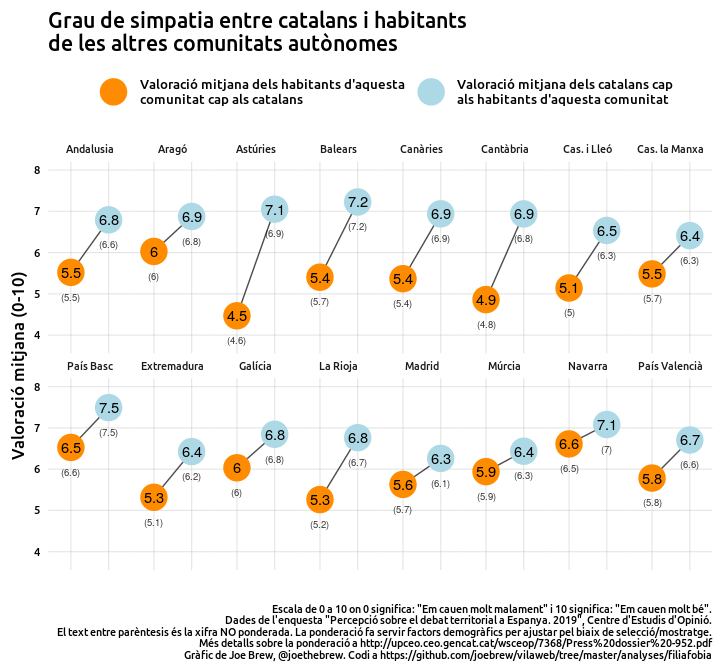 Grau de simpatia entre catalans i habitants
de les altres comunitats autònomes
Valoració mitjana dels habitants d'aquesta
comunitat cap als catalans
Valoració mitjana dels catalans cap
als habitants d'aquesta comunitat
Valoració mitjana (0-10)
Andalusia Aragó Astúries Balears Canàries Cantàbria Cas. i Lleó Cas. la Manxa
8
7
6
5
4
5.5 (5.5) 6.8 (6.6)
6 (6) 6.9 (6.8)
4.5 (4.6) 7.1 (6.9)
5.4 (5.7) 7.2 (7.2)
5.4 (5.4) 6.9 (6.9)
4.9 (4.8) 6.9 (6.8)
5.1 (5) 6.5 (6.3)
5.5 (5.7) 6.4 (6.3)
País Basc Extremadura Galícia La Rioja Madrid Múrcia Navarra País Valencià
8
7
6
5
4
6.5 (6.6) 7.5 (7.5)
5.3 (5.1) 6.4 (6.2)
6 (6) 6.8 (6.8)
5.3 (5.2) 6.8 (6.7)
5.6 (5.7) 6.3 (6.1)
5.9 (5.9) 6.4 (6.3)
6.6 (6.5) 7.1 (7)
5.8 (5.8) 6.7 (6.6)
Escala de 0 a 10 on 0 significa: "Em cauen molt malament" i 10 significa: "Em cauen molt bé".
Dades de l'enquesta "Percepció sobre el debat territorial a Espanya. 2019", Centre d'Estudis d'Opinió.
El text entre parèntesis és la xifra NO ponderada. La ponderació fa servir factors demogràfics per ajustar pel biaix de selecció/mostratge.
Més detalls sobre la ponderació a http://upceo.ceo.gencat.cat/wsceop/7368/Press%20dossier%20-952.pdf
Gràfic de Joe Brew, @joethebrew. Codi a https://github.com/joebrew/vilaweb/tree/master/analyses/filiafobia